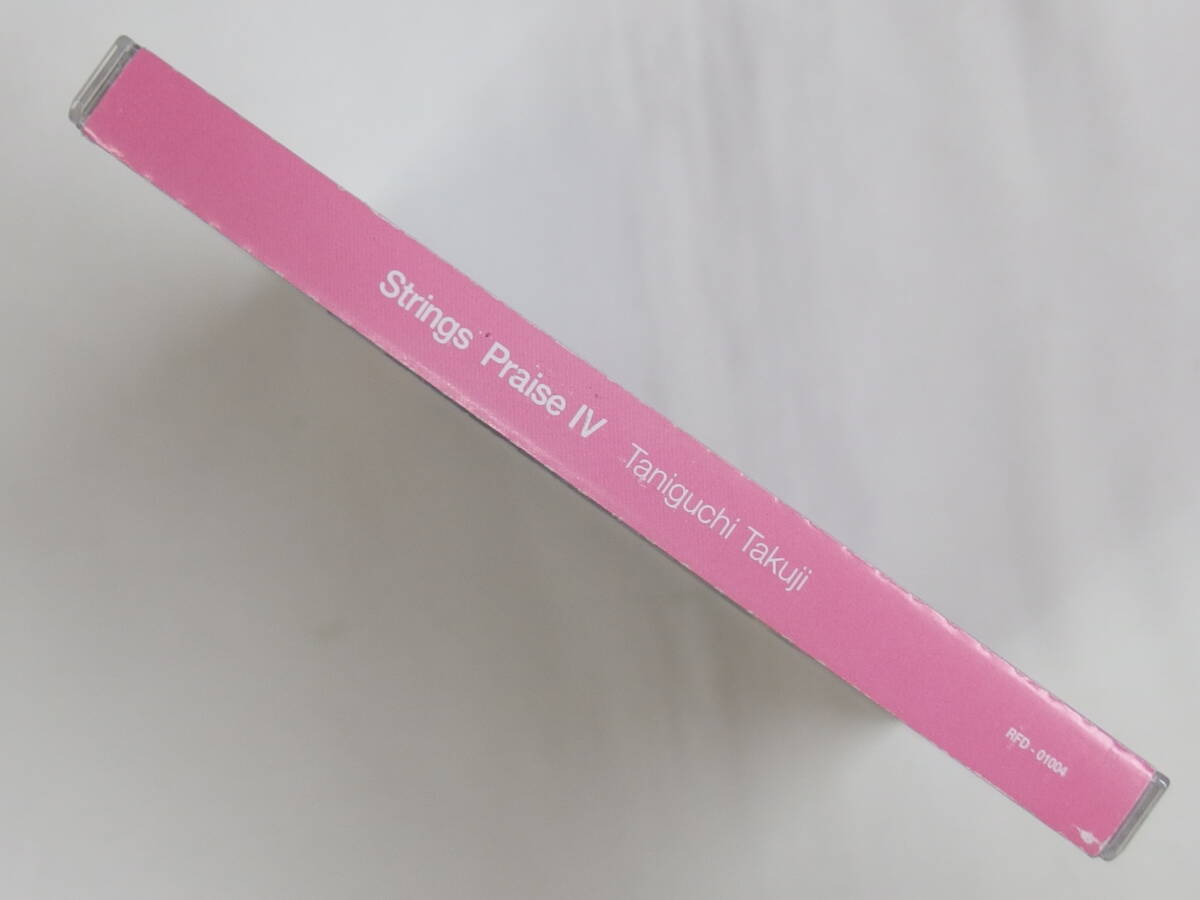 Strings Praise IV Taniguchi Takuji
RFD - 01004